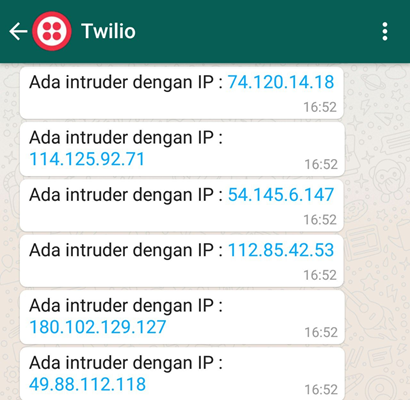 Twilio
Ada intruder dengan IP : 74.120.14.18
16:52
Ada intruder dengan IP :
114.125.92.71
16:52
Ada intruder dengan IP : 54.145.6.147
16:52
Ada intruder dengan IP : 112.85.42.53
16:52
Ada intruder dengan IP :
180.102.129.127
16:52
Ada intruder dengan IP :
49.88.112.118
16:52